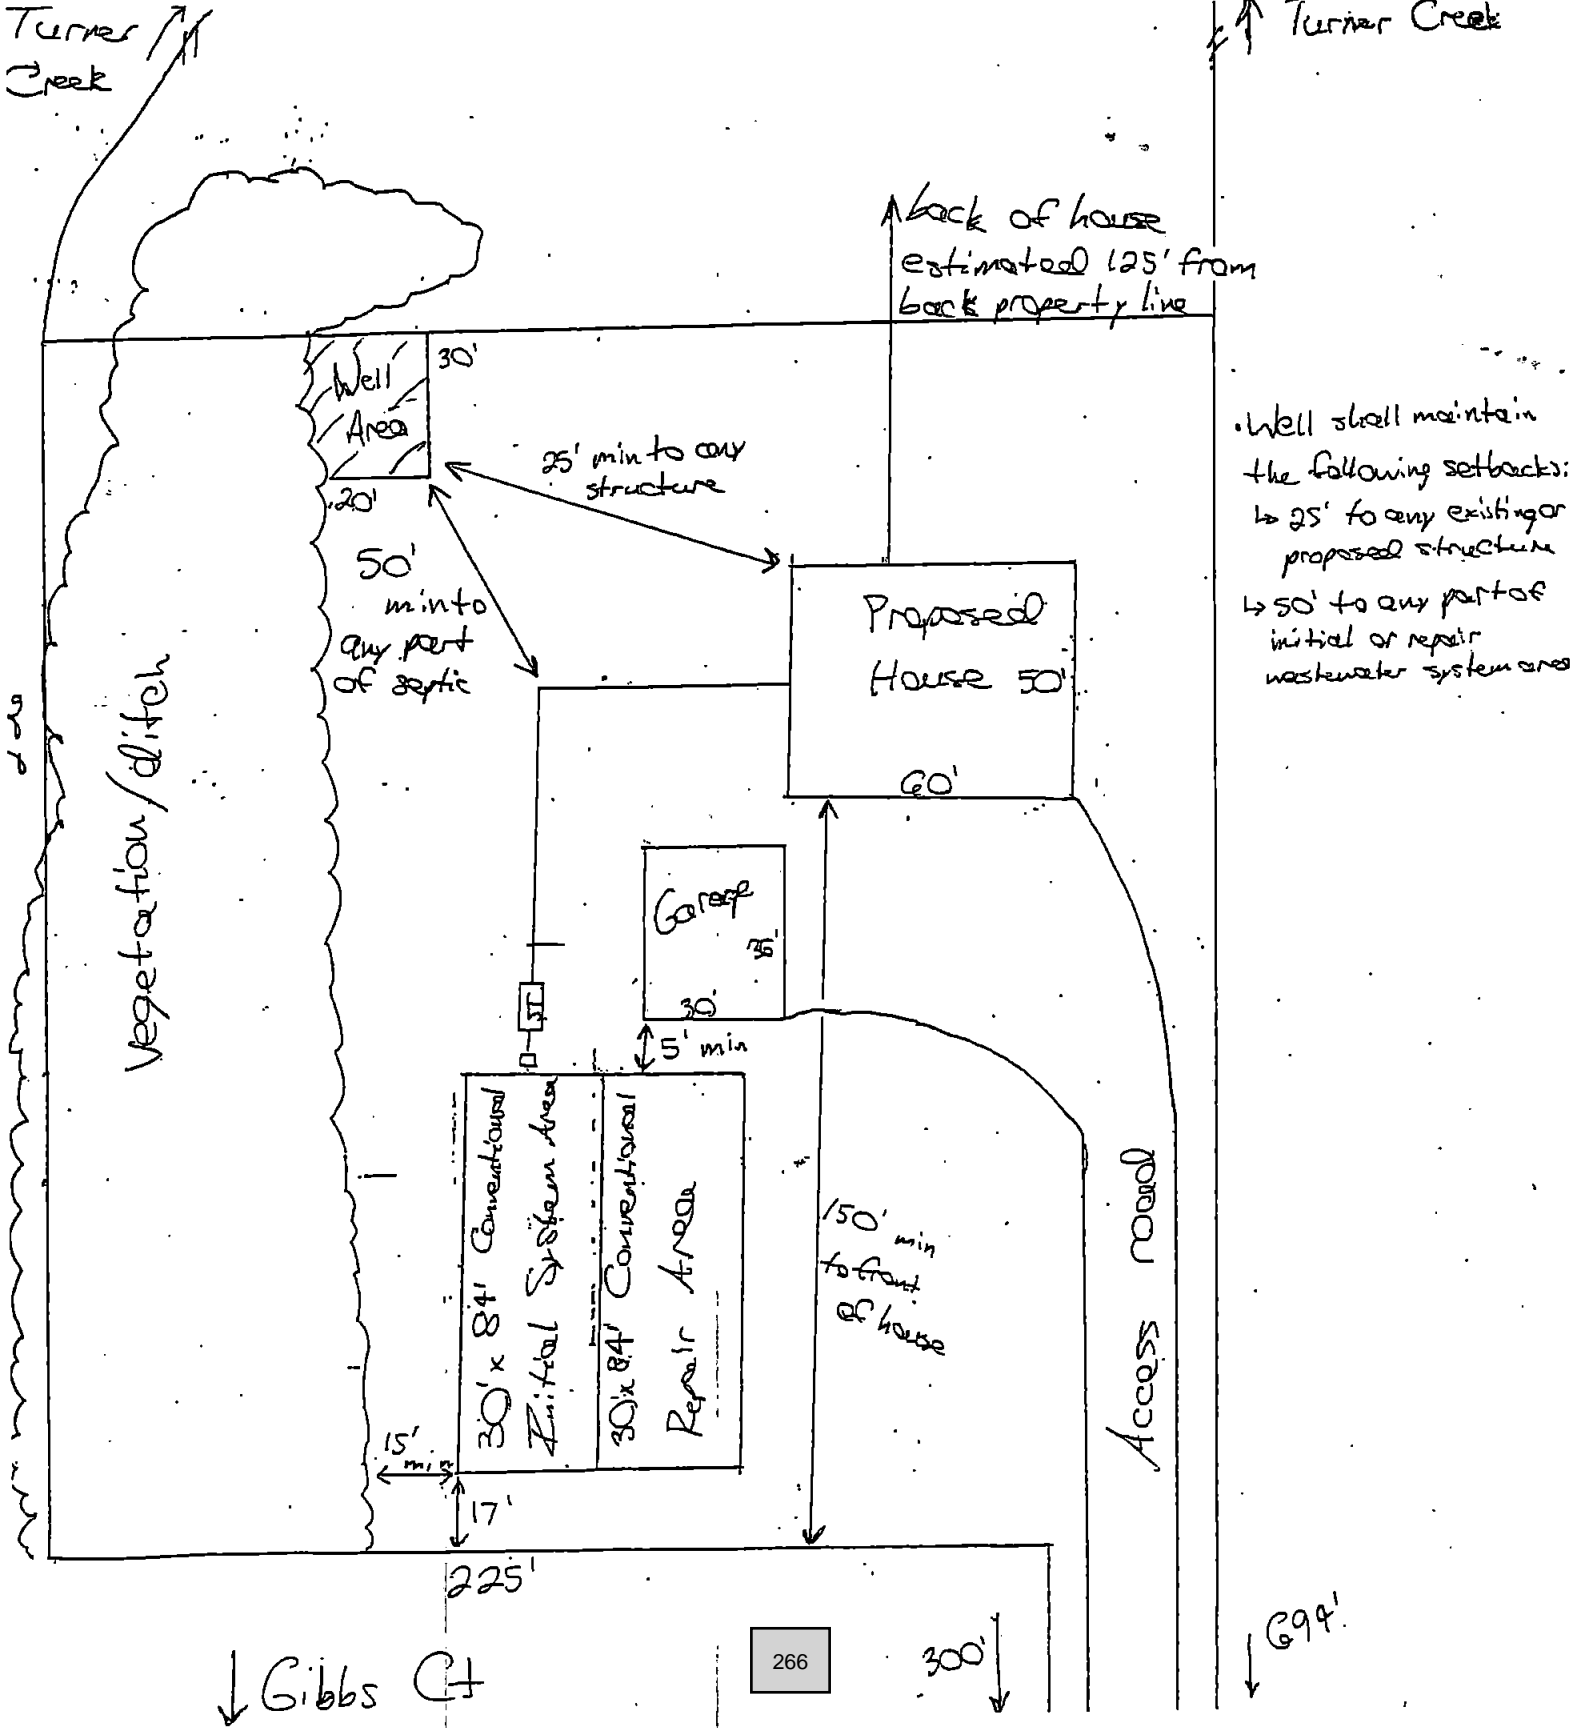 Turner
Creek
Turner Creek
back of house
estimated 125' from
back property line
Well
Area
30'
20'
25' min to any
structure
50'
min to
any part
of septic
• Well shall maintain
the following setbacks:
↳ 25' to any existing or
proposed structure
↳ 50' to any part of
initial or repair
wastewater system area
Proposed
House 50'
60'
Vegetation/ditch
Garage
30'
ST
5' min
30' x 84' Conventional
Initial System Area
30' x 84' Conventional
Repair Area
150' min
to front
of house
Access road
15'
min
17'
225'
Gibbs Ct
266
300'
694'